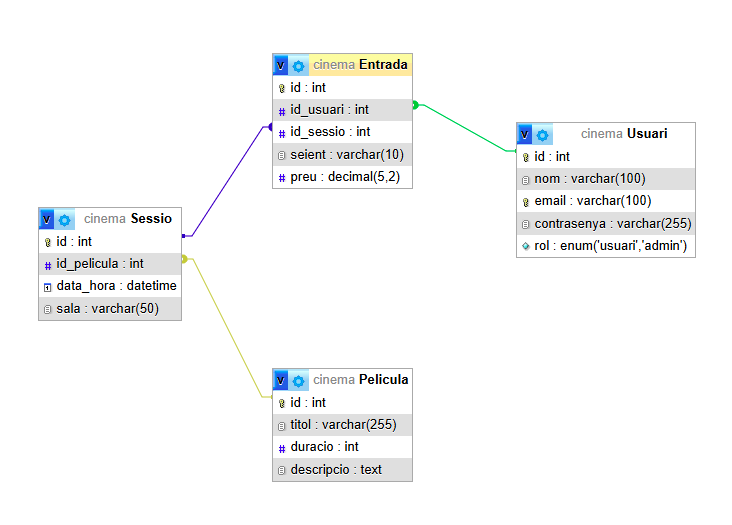 cinema Entrada
id : int
id_usuari : int
id_sessio : int
seient : varchar(10)
preu : decimal(5,2)
cinema Usuari
id : int
nom : varchar(100)
email : varchar(100)
contrasenya : varchar(255)
rol : enum('usuari','admin')
cinema Sessio
id : int
id_pelicula : int
data_hora : datetime
sala : varchar(50)
cinema Pelicula
id : int
titol : varchar(255)
duracio : int
descripcio : text